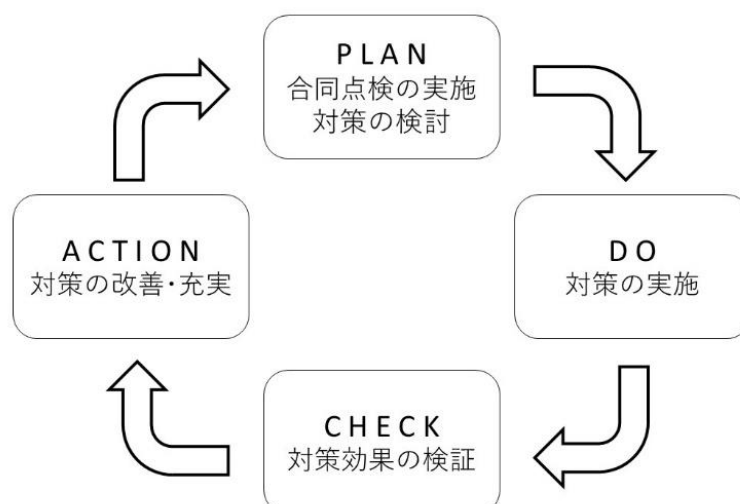 PLAN
合同点検の実施
対策の検討
DO
対策の実施
CHECK
対策効果の検証
ACTION
対策の改善・充実